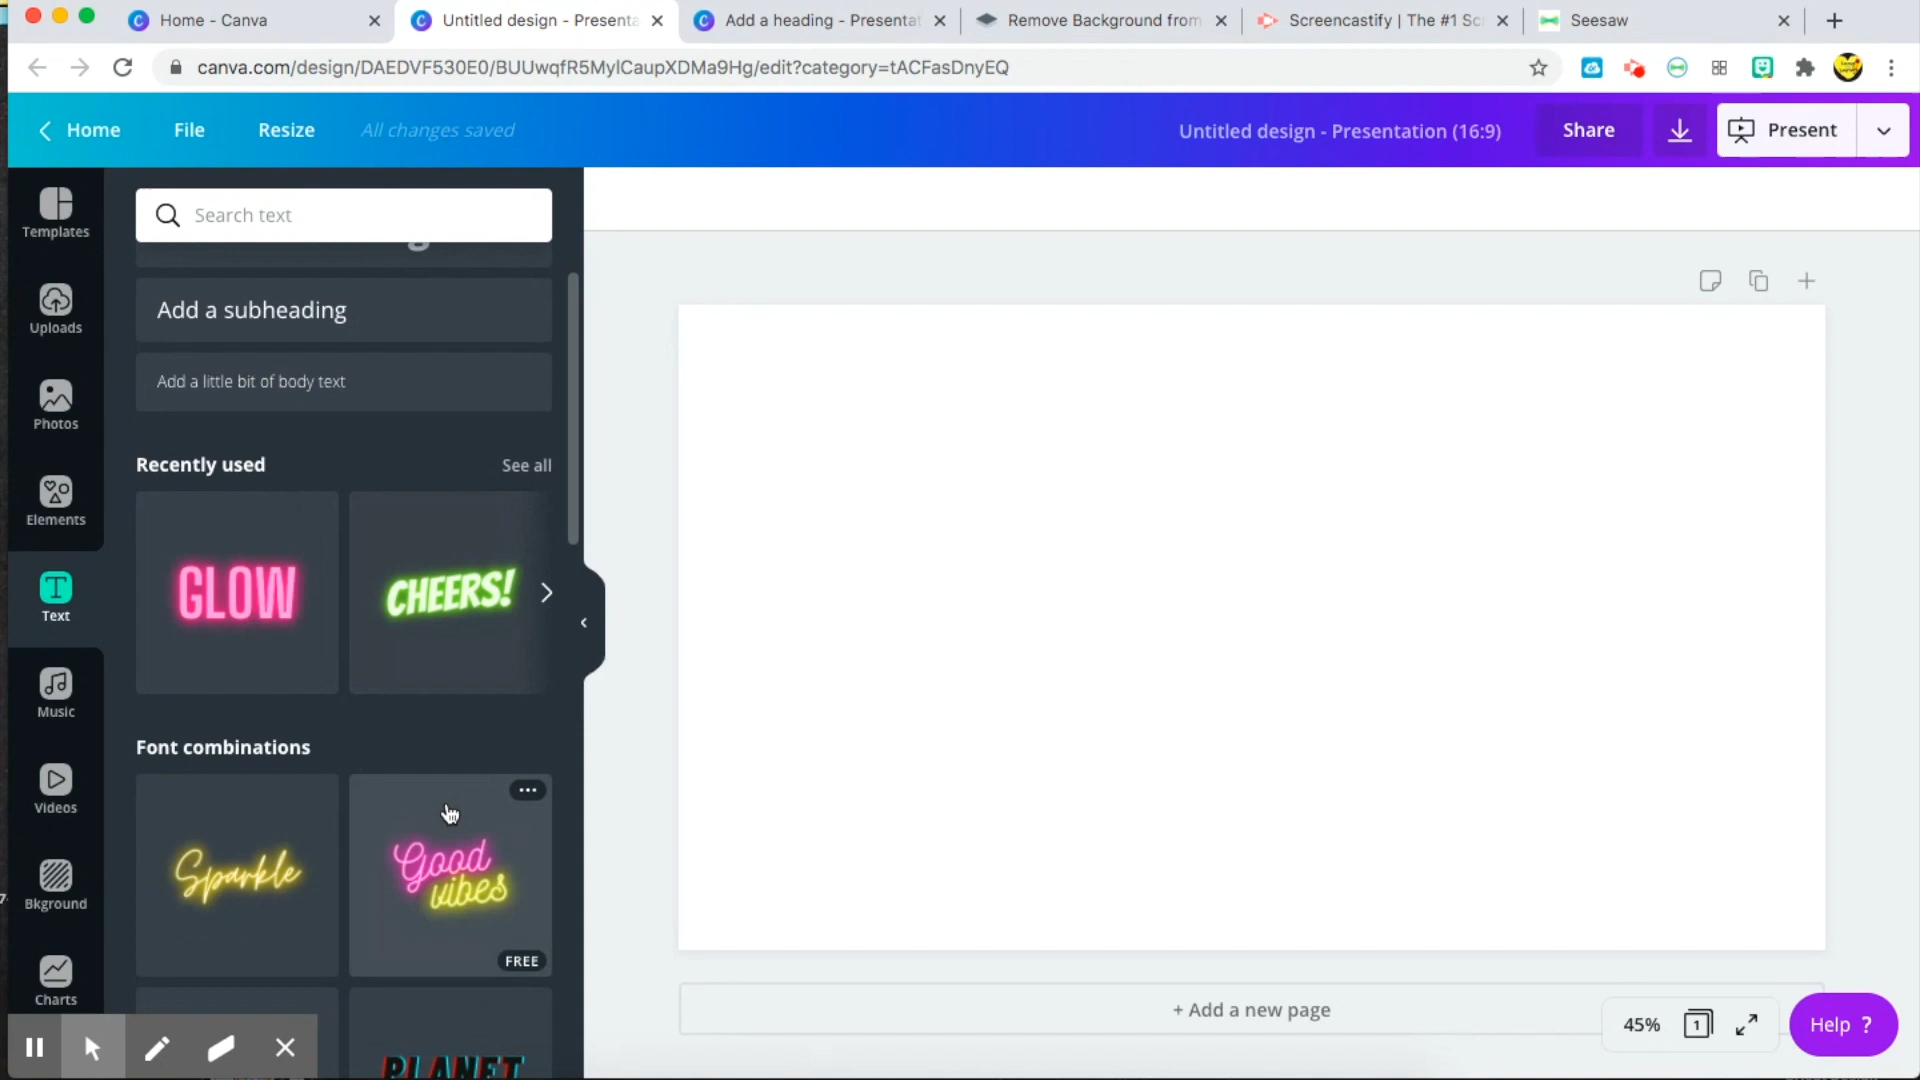 Home - Canva
Untitled design - Presenta
Add a heading - Presentat
Remove Background from
Screencastify | The #1 Sc
Seesaw
canva.com/design/DAEDVF530E0/BUUwqfR5MylCaupXDMa9Hg/edit?category=tACFasDnyEQ
Home
File
Resize
All changes saved
Untitled design - Presentation (16:9)
Share
Present
Templates
Uploads
Photos
Elements
Text
Music
Videos
Bkground
Charts
Search text
Add a subheading
Add a little bit of body text
Recently used
See all
GLOW
CHEERS!
Font combinations
Sparkle
Good
vibes
FREE
PLANET
+ Add a new page
45%
1
Help ?